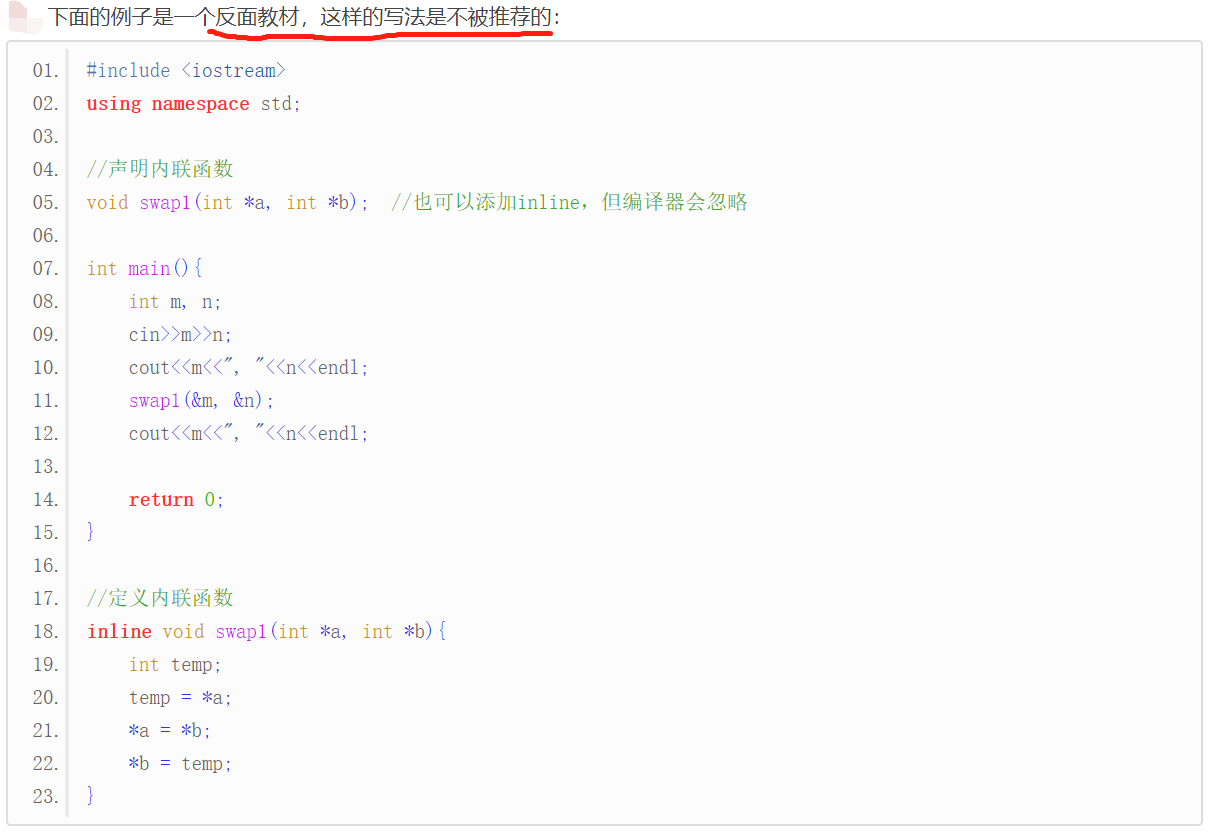 下面的例子是一个反面教材，这样的写法是不被推荐的：
01. #include <iostream>
02. using namespace std;
03.
04. //声明内联函数
05. void swap1(int *a, int *b);  //也可以添加inline，但编译器会忽略
06.
07. int main(){
08.     int m, n;
09.     cin>>m>>n;
10.     cout<<m<<", "<<n<<endl;
11.     swap1(&m, &n);
12.     cout<<m<<", "<<n<<endl;
13.
14.     return 0;
15. }
16.
17. //定义内联函数
18. inline void swap1(int *a, int *b){
19.     int temp;
20.     temp = *a;
21.     *a = *b;
22.     *b = temp;
23. }